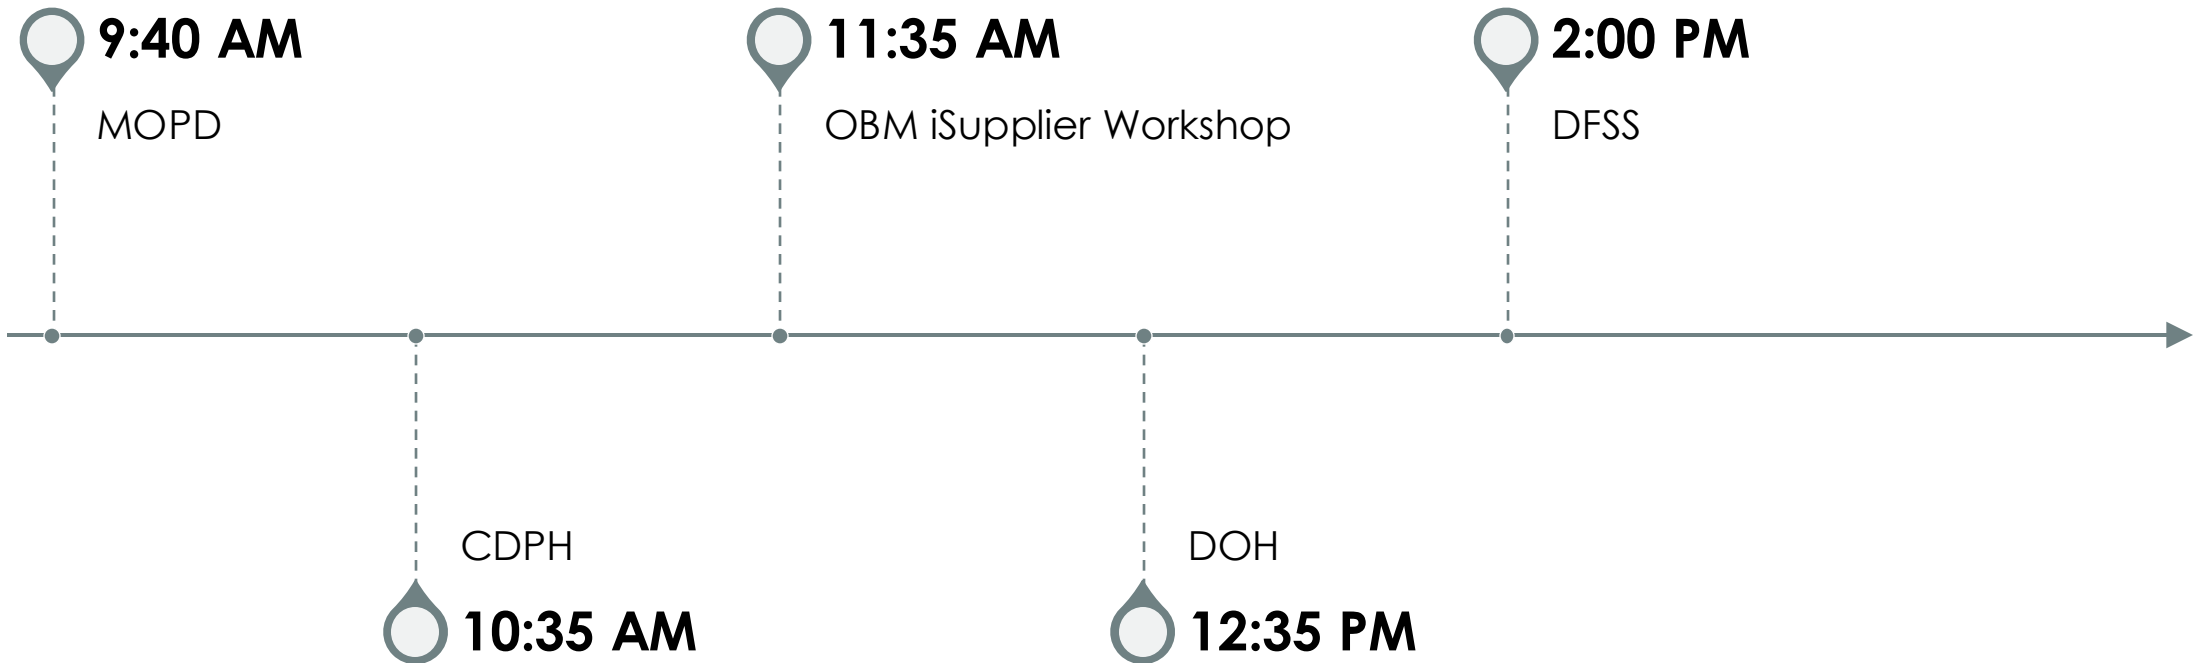 9:40 AM
MOPD
10:35 AM
CDPH
11:35 AM
OBM iSupplier Workshop
12:35 PM
DOH
2:00 PM
DFSS